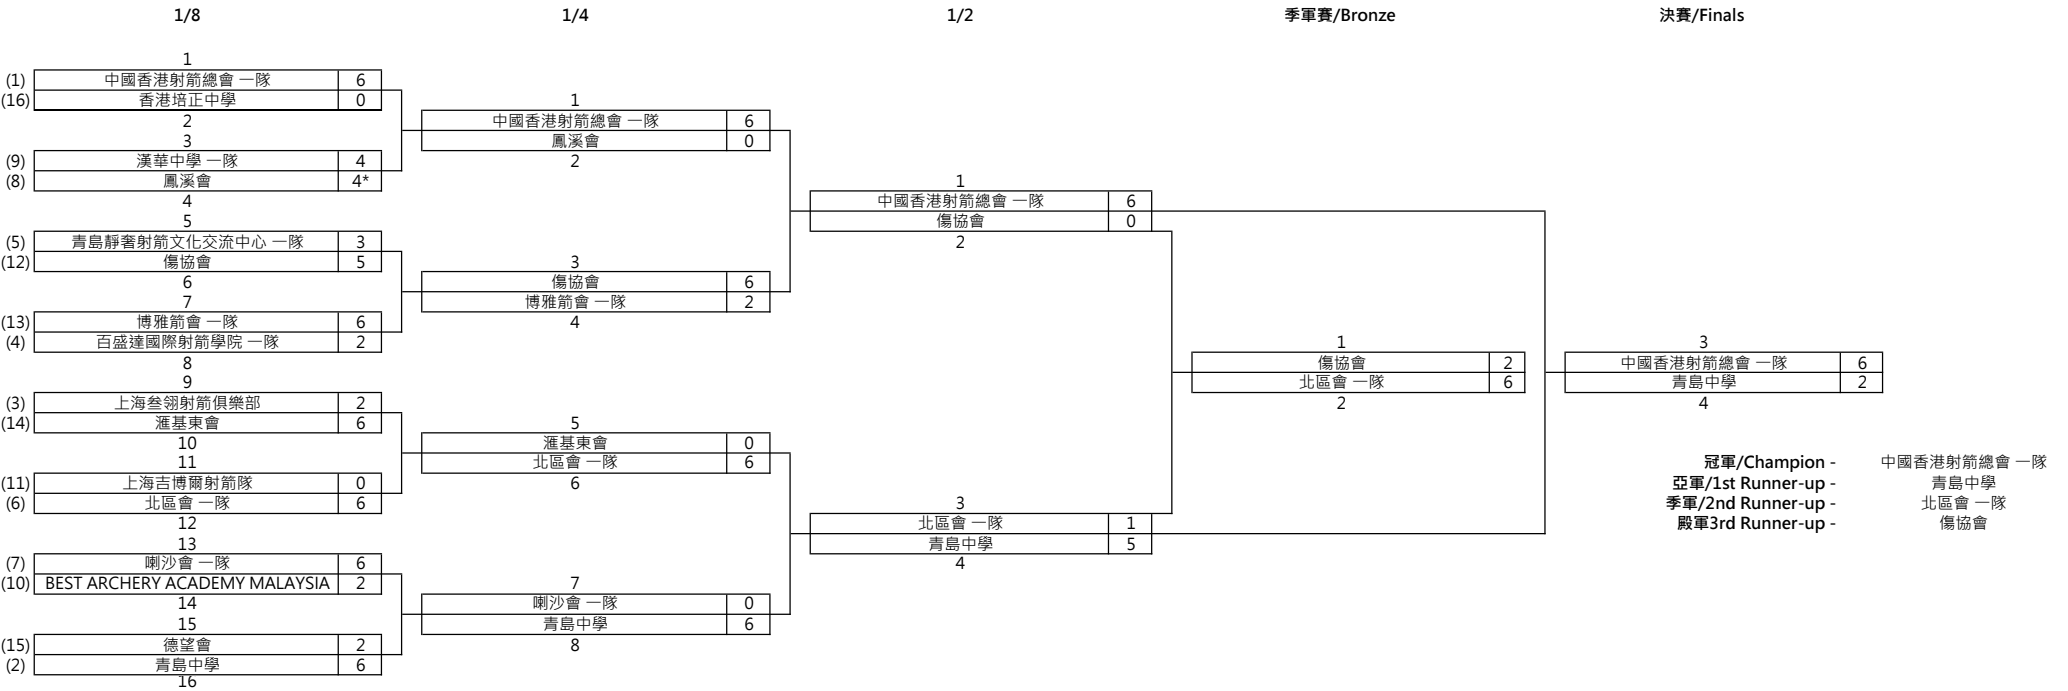 1/8 1/4 1/2 季軍賽/Bronze 決賽/Finals
1
(1) 中國香港射箭總會 一隊 6
(16) 香港培正中學 0
2
3
(9) 漢華中學 一隊 4
(8) 鳳溪會 4*
4
5
(5) 青島靜奢射箭文化交流中心 一隊 3
(12) 傷協會 5
6
7
(13) 博雅箭會 一隊 6
(4) 百盛達國際射箭學院 一隊 2
8
9
(3) 上海叁翎射箭俱樂部 2
(14) 滙基東會 6
10
11
(11) 上海吉博爾射箭隊 0
(6) 北區會 一隊 6
12
13
(7) 喇沙會 一隊 6
(10) BEST ARCHERY ACADEMY MALAYSIA 2
14
15
(15) 德望會 2
(2) 青島中學 6
16
1
中國香港射箭總會 一隊 6
鳳溪會 0
2
3
傷協會 6
博雅箭會 一隊 2
4
5
滙基東會 0
北區會 一隊 6
6
7
喇沙會 一隊 0
青島中學 6
8
1
中國香港射箭總會 一隊 6
傷協會 0
2
3
北區會 一隊 1
青島中學 5
4
1
傷協會 2
北區會 一隊 6
2
3
中國香港射箭總會 一隊 6
青島中學 2
4
冠軍/Champion - 中國香港射箭總會 一隊
亞軍/1st Runner-up - 青島中學
季軍/2nd Runner-up - 北區會 一隊
殿軍3rd Runner-up - 傷協會